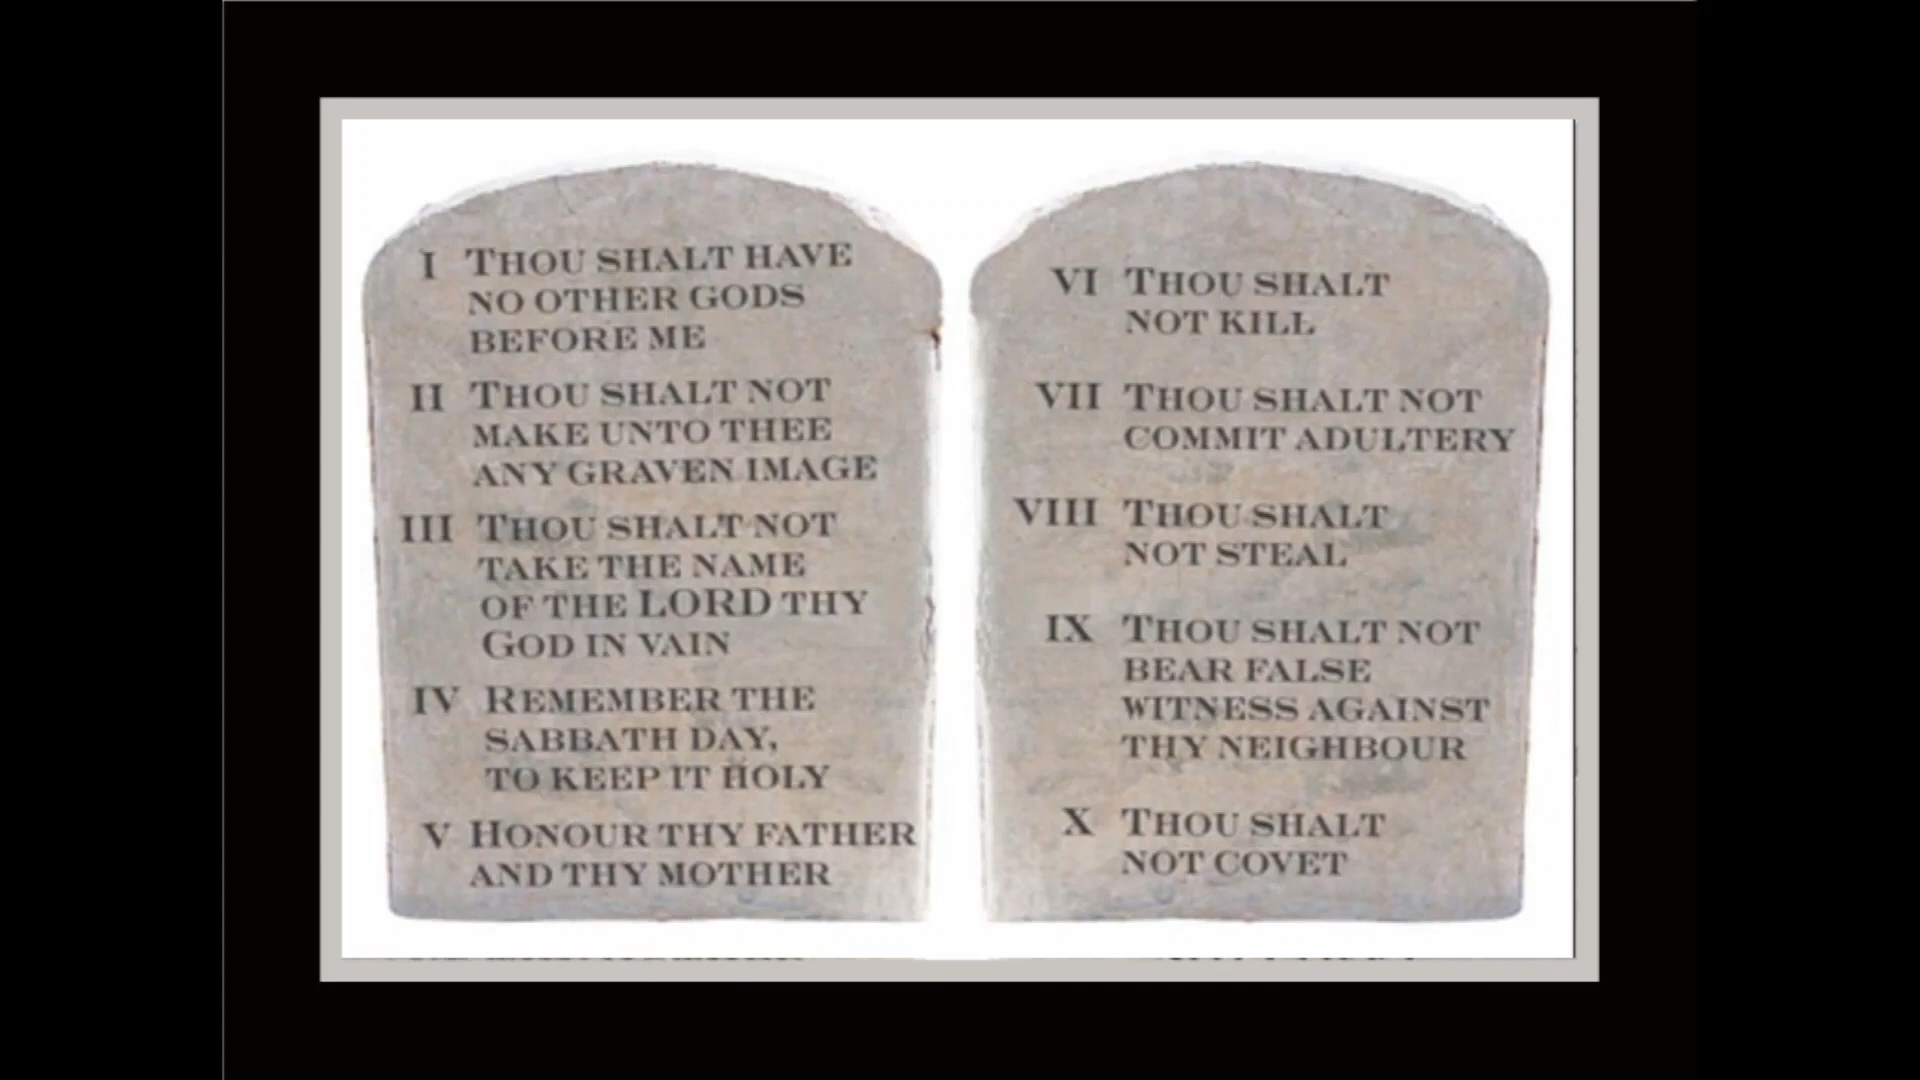 I THOU SHALT HAVE
NO OTHER GODS
BEFORE ME
II THOU SHALT NOT
MAKE UNTO THEE
ANY GRAVEN IMAGE
III THOU SHALT NOT
TAKE THE NAME
OF THE LORD THY
GOD IN VAIN
IV REMEMBER THE
SABBATH DAY,
TO KEEP IT HOLY
V HONOUR THY FATHER
AND THY MOTHER
VI THOU SHALT
NOT KILL
VII THOU SHALT NOT
COMMIT ADULTERY
VIII THOU SHALT
NOT STEAL
IX THOU SHALT NOT
BEAR FALSE
WITNESS AGAINST
THY NEIGHBOUR
X THOU SHALT
NOT COVET